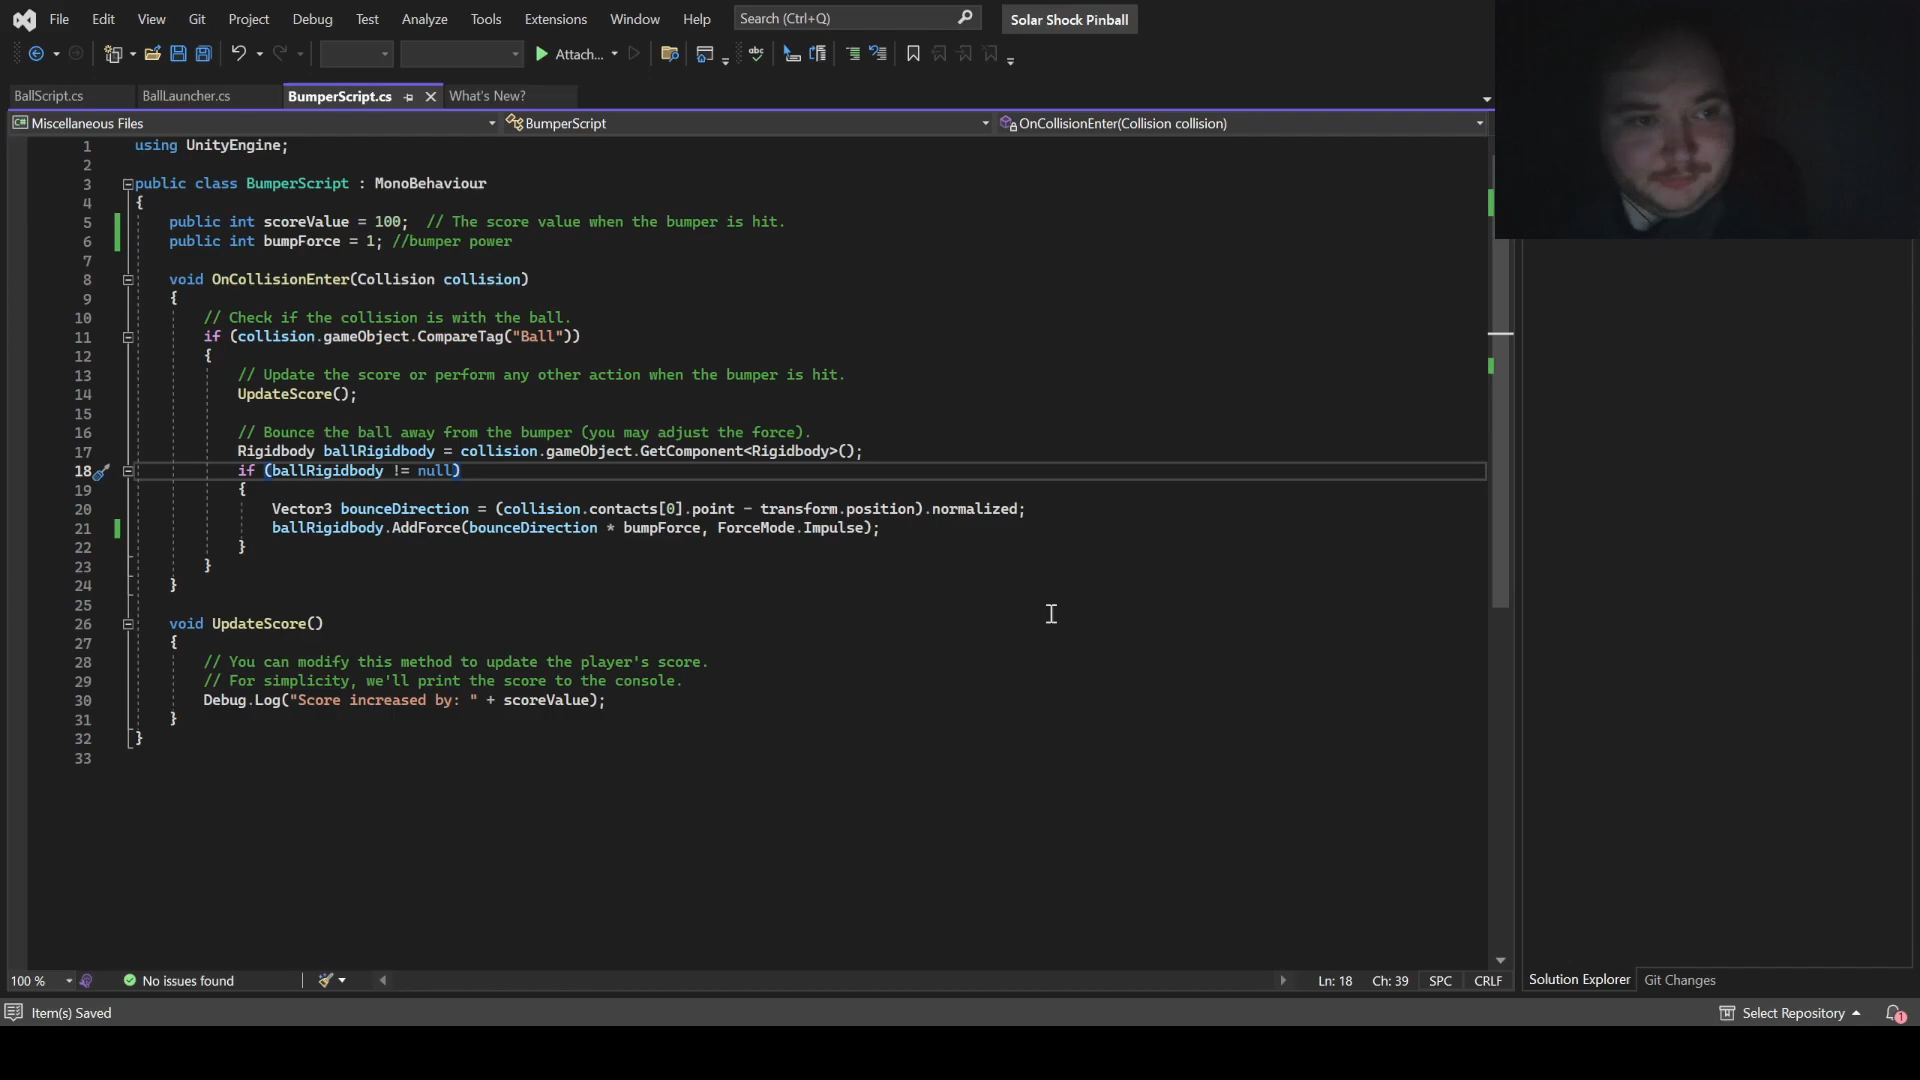 File Edit View Git Project Debug Test Analyze Tools Extensions Window Help Search (Ctrl+Q) Solar Shock Pinball
Attach...
BallScript.cs BallLauncher.cs BumperScript.cs What's New?
Miscellaneous Files BumperScript OnCollisionEnter(Collision collision)
1 using UnityEngine;
2
3 public class BumperScript : MonoBehaviour
4 {
5 public int scoreValue = 100; // The score value when the bumper is hit.
6 public int bumpForce = 1; //bumper power
7
8 void OnCollisionEnter(Collision collision)
9 {
10 // Check if the collision is with the ball.
11 if (collision.gameObject.CompareTag("Ball"))
12 {
13 // Update the score or perform any other action when the bumper is hit.
14 UpdateScore();
15
16 // Bounce the ball away from the bumper (you may adjust the force).
17 Rigidbody ballRigidbody = collision.gameObject.GetComponent<Rigidbody>();
18 if (ballRigidbody != null)
19 {
20 Vector3 bounceDirection = (collision.contacts[0].point - transform.position).normalized;
21 ballRigidbody.AddForce(bounceDirection * bumpForce, ForceMode.Impulse);
22 }
23 }
24 }
25
26 void UpdateScore()
27 {
28 // You can modify this method to update the player's score.
29 // For simplicity, we'll print the score to the console.
30 Debug.Log("Score increased by: " + scoreValue);
31 }
32 }
33
100 % No issues found Ln: 18 Ch: 39 SPC CRLF Solution Explorer Git Changes
Item(s) Saved Select Repository 1